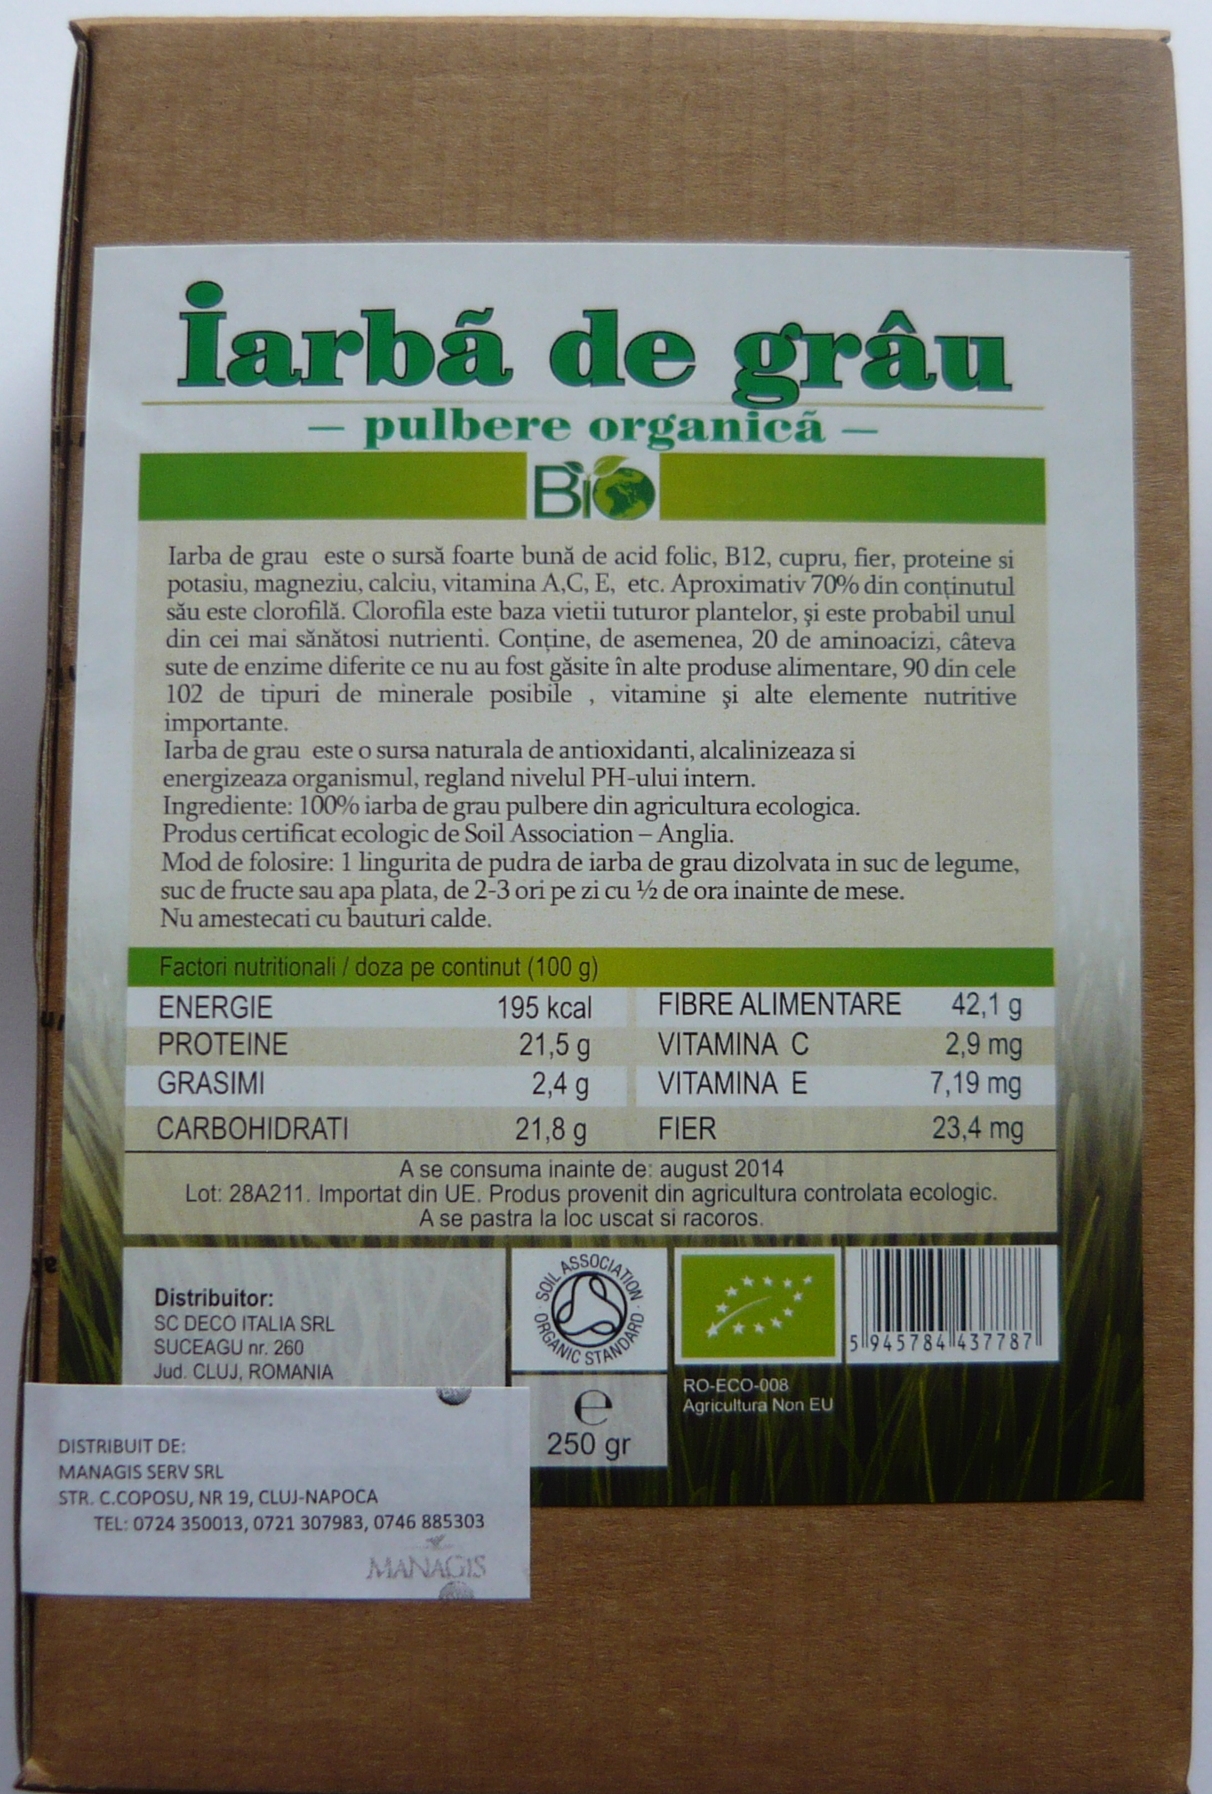 iarbã de grâu
— pulbere organicã —
BiO
Iarba de grau este o sursă foarte bună de acid folic, B12, cupru, fier, proteine si
potasiu, magneziu, calciu, vitamina A,C, E, etc. Aproximativ 70% din conţinutul
său este clorofilă. Clorofila este baza vietii tuturor plantelor, şi este probabil unul
din cei mai sănătosi nutrienti. Conţine, de asemenea, 20 de aminoacizi, câteva
sute de enzime diferite ce nu au fost găsite în alte produse alimentare, 90 din cele
102 de tipuri de minerale posibile , vitamine şi alte elemente nutritive
importante.
Iarba de grau este o sursa naturala de antioxidanti, alcalinizeaza si
energizeaza organismul, regland nivelul PH-ului intern.
Ingrediente: 100% iarba de grau pulbere din agricultura ecologica.
Produs certificat ecologic de Soil Association – Anglia.
Mod de folosire: 1 lingurita de pudra de iarba de grau dizolvata in suc de legume,
suc de fructe sau apa plata, de 2-3 ori pe zi cu ½ de ora inainte de mese.
Nu amestecati cu bauturi calde.
Factori nutritionali / doza pe continut (100 g)
ENERGIE 195 kcal FIBRE ALIMENTARE 42,1 g
PROTEINE 21,5 g VITAMINA C 2,9 mg
GRASIMI 2,4 g VITAMINA E 7,19 mg
CARBOHIDRATI 21,8 g FIER 23,4 mg
A se consuma inainte de: august 2014
Lot: 28A211. Importat din UE. Produs provenit din agricultura controlata ecologic.
A se pastra la loc uscat si racoros.
Distribuitor:
SC DECO ITALIA SRL
SUCEAGU nr. 260
Jud. CLUJ, ROMANIA
SOIL ASSOCIATION
ORGANIC STANDARD
e
250 gr
5 945784 437787
RO-ECO-008
Agricultura Non EU
DISTRIBUIT DE:
MANAGIS SERV SRL
STR. C.COPOSU, NR 19, CLUJ-NAPOCA
TEL: 0724 350013, 0721 307983, 0746 885303
MANAGIS